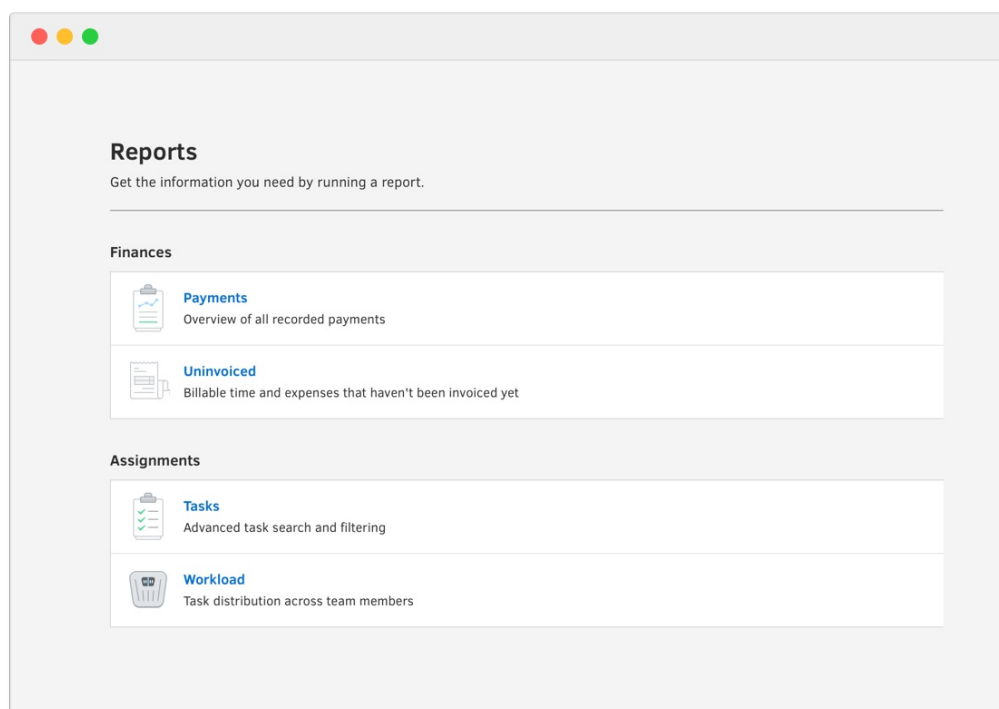 Reports
Get the information you need by running a report.
Finances
Payments
Overview of all recorded payments
Uninvoiced
Billable time and expenses that haven't been invoiced yet
Assignments
Tasks
Advanced task search and filtering
Workload
Task distribution across team members